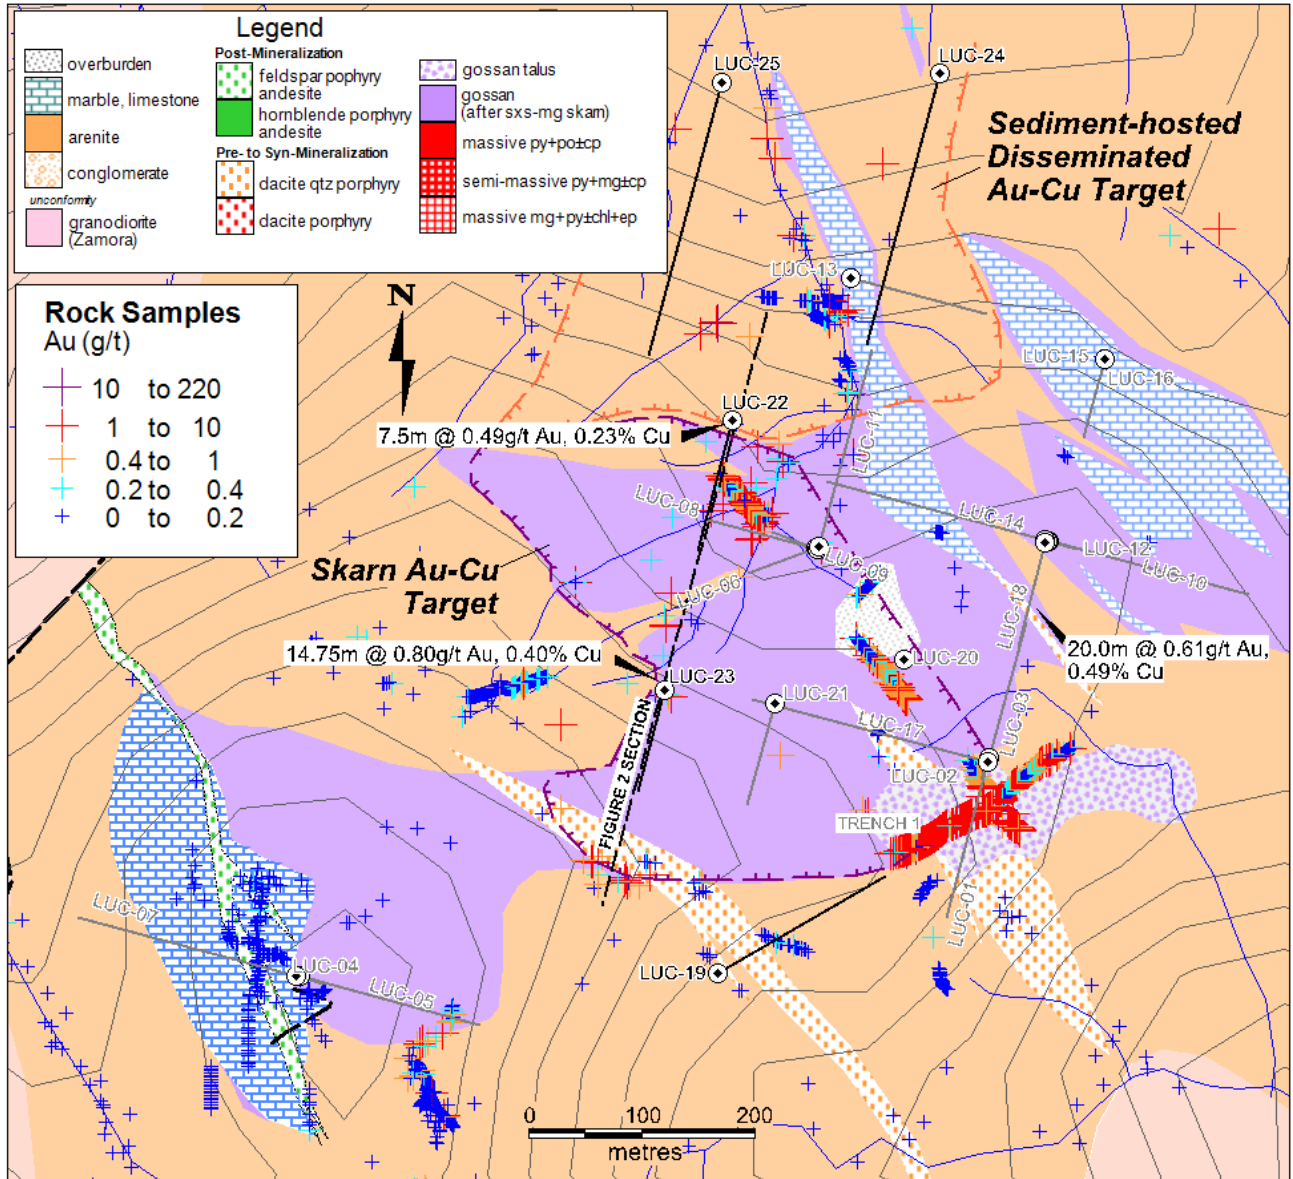 Legend
overburden
marble, limestone
arenite
conglomerate
unconformity
granodiorite
(Zamora)
Post-Mineralization
feldspar pophyry
andesite
hornblende porphyry
andesite
Pre- to Syn-Mineralization
dacite qtz porphyry
dacite porphyry
gossan talus
gossan
(after sxs-mg skarn)
massive py+po±cp
semi-massive py+mg±cp
massive mg+py±chl+ep
Rock Samples
Au (g/t)
10 to 220
1 to 10
0.4 to 1
0.2 to 0.4
0 to 0.2
N
LUC-25
LUC-24
Sediment-hosted
Disseminated
Au-Cu Target
LUC-13
LUC-15
LUC-16
LUC-22
7.5m @ 0.49g/t Au, 0.23% Cu
LUC-11
LUC-08
LUC-14
LUC-12
LUC-10
LUC-09
LUC-06
LUC-18
Skarn Au-Cu
Target
14.75m @ 0.80g/t Au, 0.40% Cu
20.0m @ 0.61g/t Au,
0.49% Cu
LUC-20
LUC-23
LUC-21
LUC-17
LUC-03
LUC-02
FIGURE 2 SECTION
TRENCH 1
LUC-01
LUC-07
LUC-04
LUC-05
LUC-19
0 100 200
metres